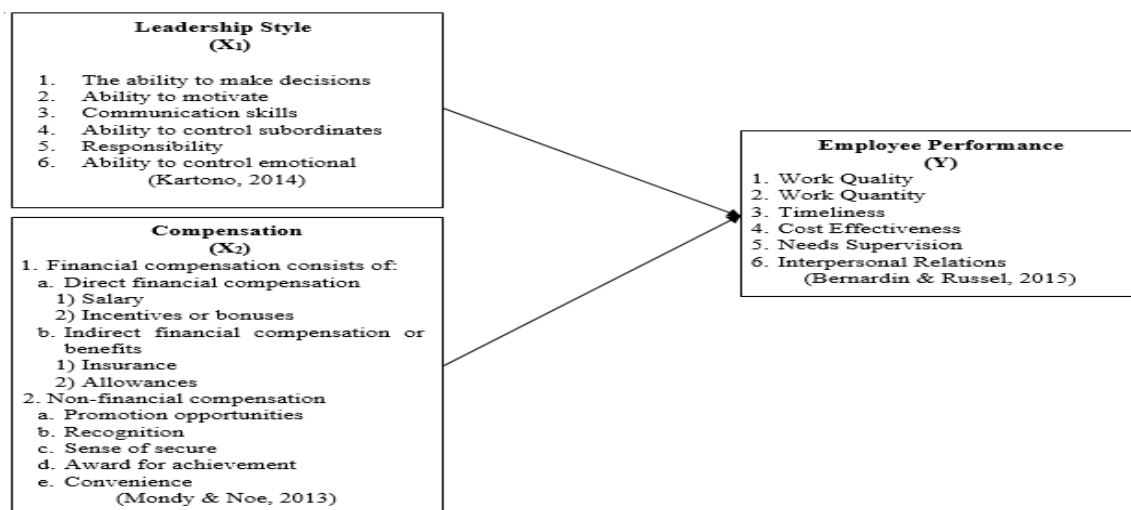 Leadership Style
(X₁)
1. The ability to make decisions
2. Ability to motivate
3. Communication skills
4. Ability to control subordinates
5. Responsibility
6. Ability to control emotional
(Kartono, 2014)
Compensation
(X₂)
1. Financial compensation consists of:
a. Direct financial compensation
1) Salary
2) Incentives or bonuses
b. Indirect financial compensation or
benefits
1) Insurance
2) Allowances
2. Non-financial compensation
a. Promotion opportunities
b. Recognition
c. Sense of secure
d. Award for achievement
e. Convenience
(Mondy & Noe, 2013)
Employee Performance
(Y)
1. Work Quality
2. Work Quantity
3. Timeliness
4. Cost Effectiveness
5. Needs Supervision
6. Interpersonal Relations
(Bernardin & Russel, 2015)